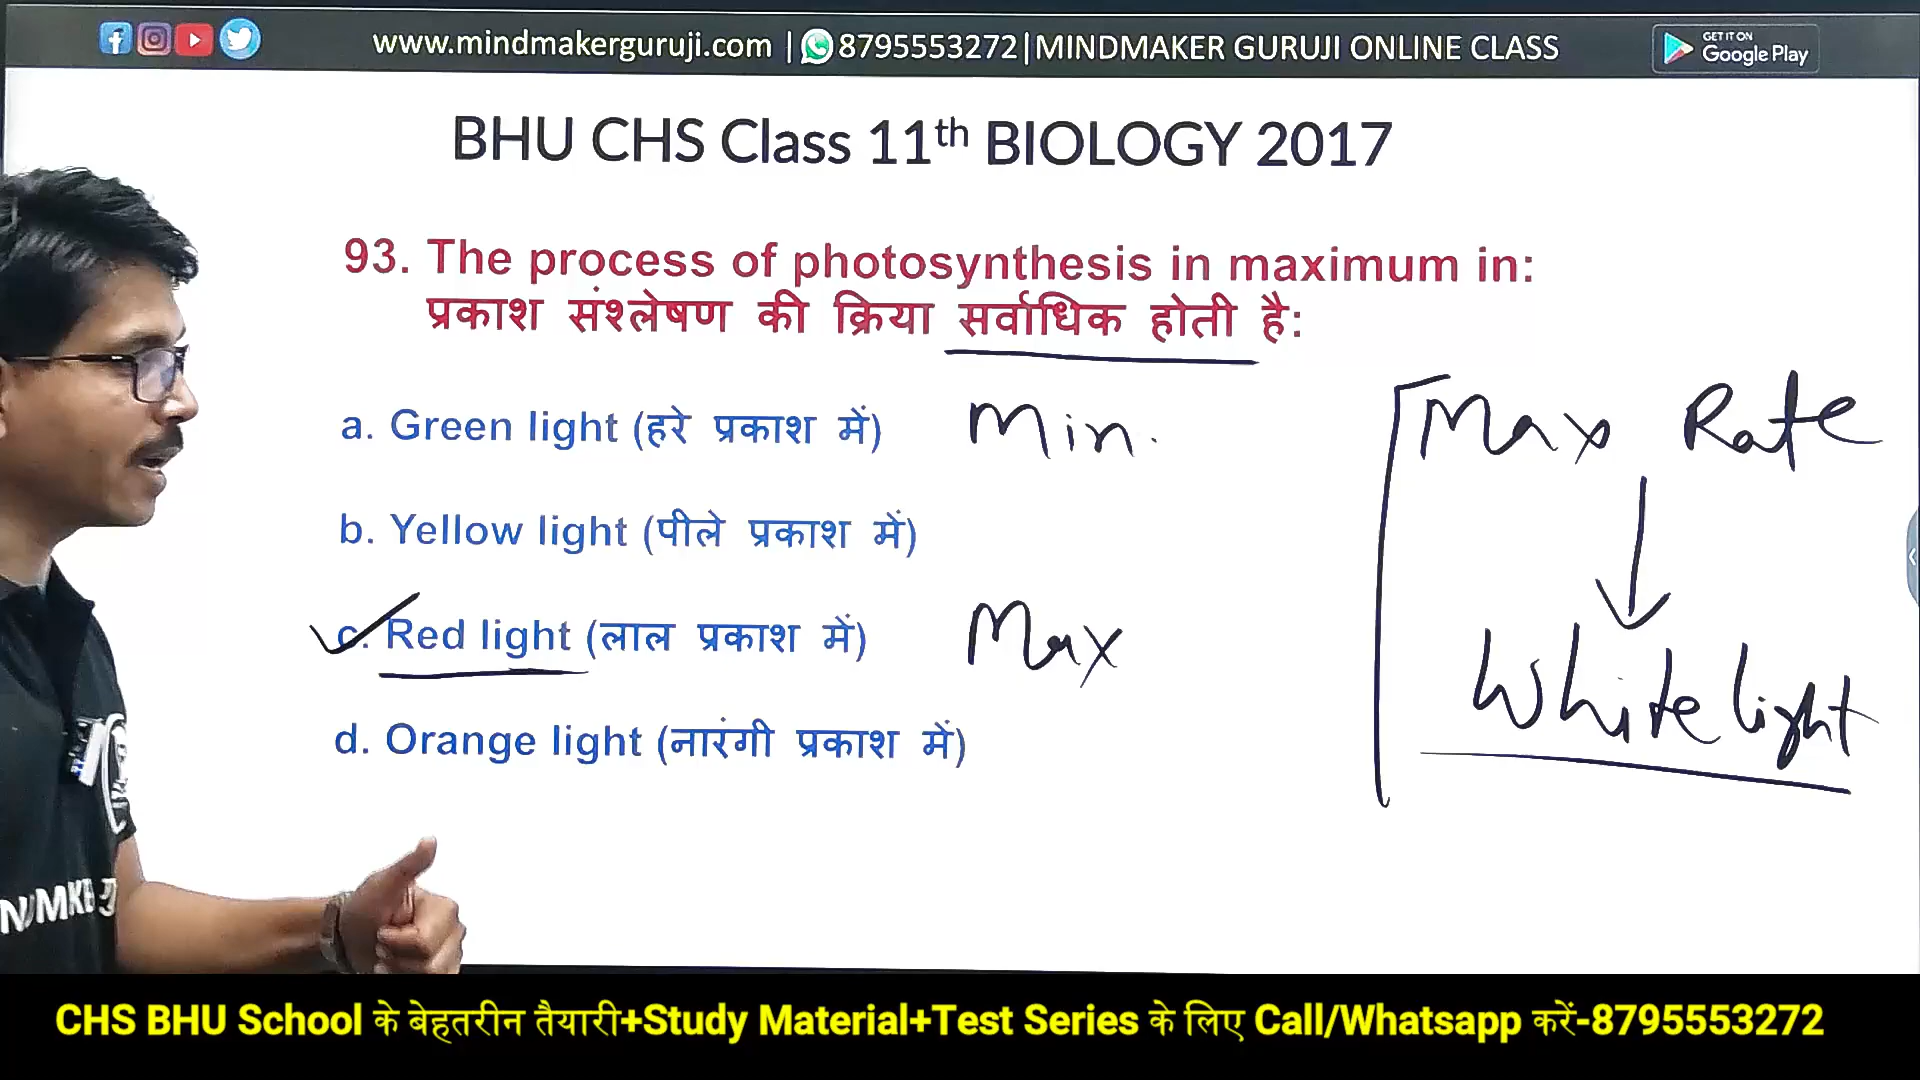 www.mindmakerguruji.com | 8795553272|MINDMAKER GURUJI ONLINE CLASS
GET IT ON
Google Play
BHU CHS Class 11th BIOLOGY 2017
93. The process of photosynthesis in maximum in:
प्रकाश संश्लेषण की क्रिया सर्वाधिक होती है:
a. Green light (हरे प्रकाश में) Min.
b. Yellow light (पीले प्रकाश में)
c. Red light (लाल प्रकाश में) Max
d. Orange light (नारंगी प्रकाश में)
Max Rate
White light
CHS BHU School के बेहतरीन तैयारी+Study Material+Test Series के लिए Call/Whatsapp करें-8795553272